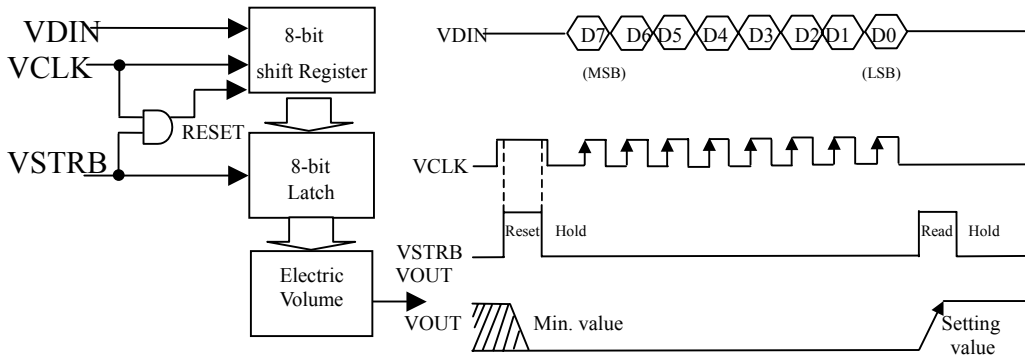 VDIN
VCLK
VSTRB
8-bit
shift Register
RESET
8-bit
Latch
Electric
Volume
VDIN
D7 D6 D5 D4 D3 D2 D1 D0
(MSB) (LSB)
VCLK
Reset Hold Read Hold
VSTRB
VOUT
VOUT
Min. value
Setting
value